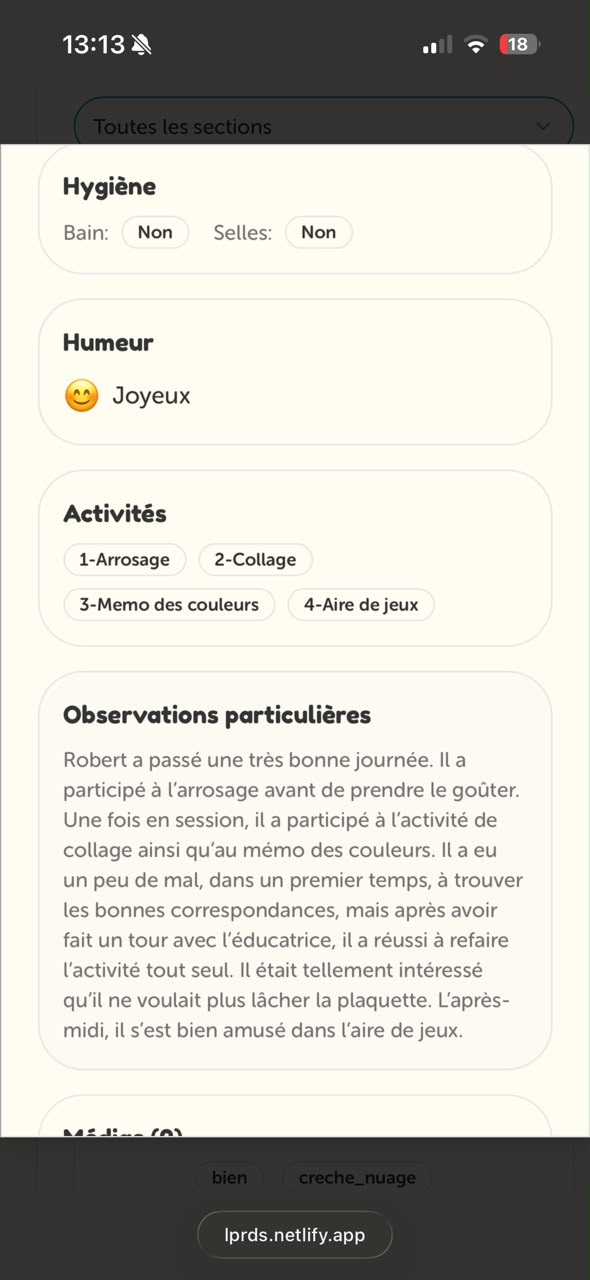 13:13
18
Toutes les sections
Hygiène
Bain: Non Selles: Non
Humeur
Joyeux
Activités
1-Arrosage 2-Collage
3-Memo des couleurs 4-Aire de jeux
Observations particulières
Robert a passé une très bonne journée. Il a
participé à l’arrosage avant de prendre le goûter.
Une fois en session, il a participé à l’activité de
collage ainsi qu’au mémo des couleurs. Il a eu
un peu de mal, dans un premier temps, à trouver
les bonnes correspondances, mais après avoir
fait un tour avec l’éducatrice, il a réussi à refaire
l’activité tout seul. Il était tellement intéressé
qu’il ne voulait plus lâcher la plaquette. L’après-
midi, il s’est bien amusé dans l’aire de jeux.
bien creche_nuage
lprds.netlify.app